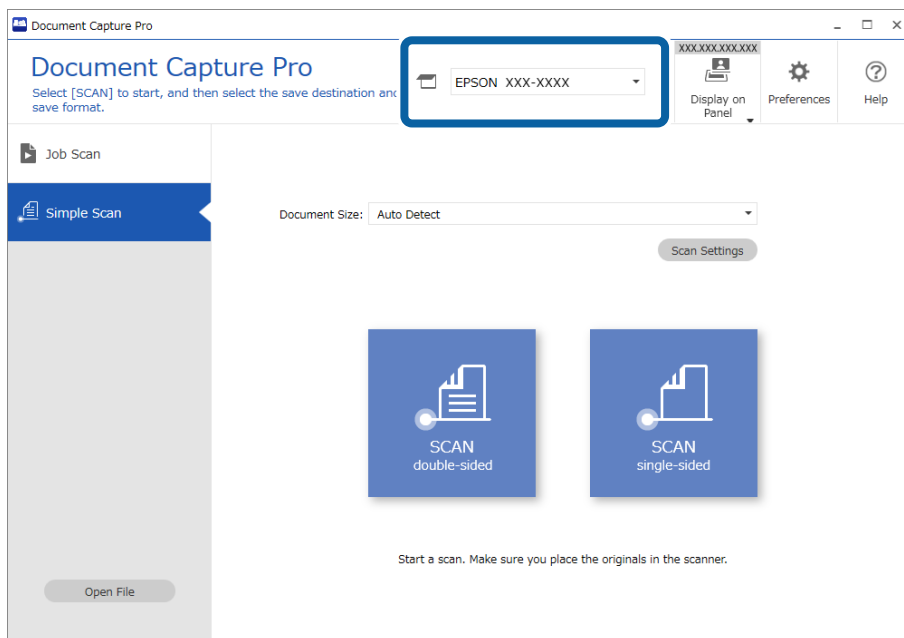 Document Capture Pro
Document Capture Pro
Select [SCAN] to start, and then select the save destination and
save format.
EPSON XXX-XXXX
XXX.XXX.XXX.XXX
Display on
Panel
Preferences
Help
Job Scan
Simple Scan
Document Size: Auto Detect
Scan Settings
SCAN
double-sided
SCAN
single-sided
Start a scan. Make sure you place the originals in the scanner.
Open File